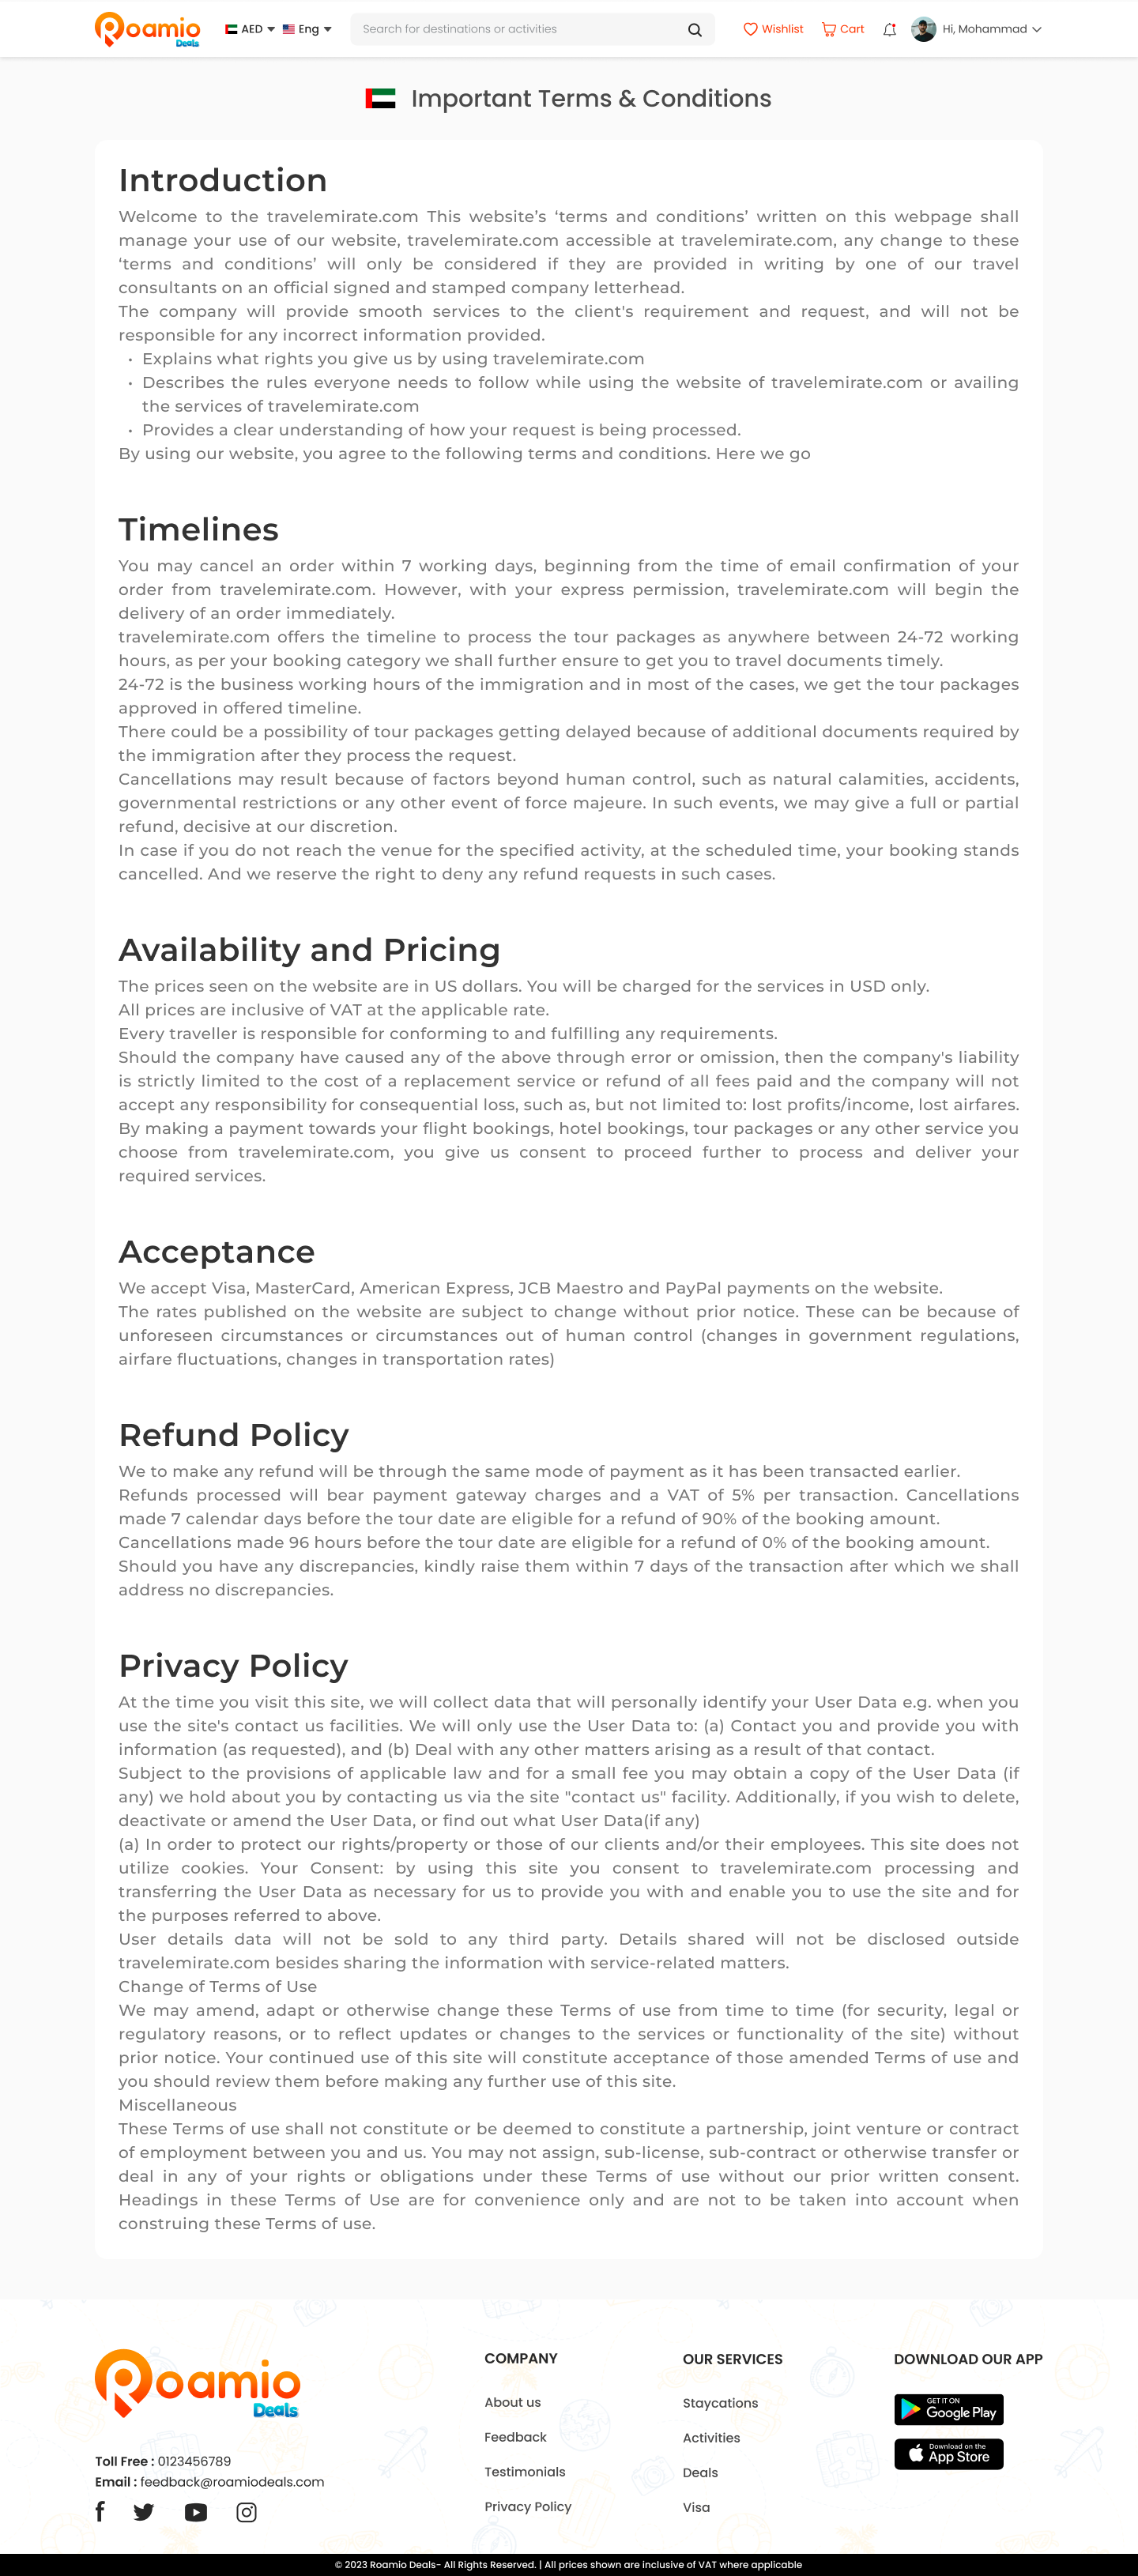 Roamio
Deals
AED
Eng
Search for destinations or activities
Wishlist
Cart
Hi, Mohammad
Important Terms & Conditions
Introduction
Welcome to the travelemirate.com This website’s ‘terms and conditions’ written on this webpage shall
manage your use of our website, travelemirate.com accessible at travelemirate.com, any change to these
‘terms and conditions’ will only be considered if they are provided in writing by one of our travel
consultants on an official signed and stamped company letterhead.
The company will provide smooth services to the client's requirement and request, and will not be
responsible for any incorrect information provided.
• Explains what rights you give us by using travelemirate.com
• Describes the rules everyone needs to follow while using the website of travelemirate.com or availing
the services of travelemirate.com
• Provides a clear understanding of how your request is being processed.
By using our website, you agree to the following terms and conditions. Here we go
Timelines
You may cancel an order within 7 working days, beginning from the time of email confirmation of your
order from travelemirate.com. However, with your express permission, travelemirate.com will begin the
delivery of an order immediately.
travelemirate.com offers the timeline to process the tour packages as anywhere between 24-72 working
hours, as per your booking category we shall further ensure to get you to travel documents timely.
24-72 is the business working hours of the immigration and in most of the cases, we get the tour packages
approved in offered timeline.
There could be a possibility of tour packages getting delayed because of additional documents required by
the immigration after they process the request.
Cancellations may result because of factors beyond human control, such as natural calamities, accidents,
governmental restrictions or any other event of force majeure. In such events, we may give a full or partial
refund, decisive at our discretion.
In case if you do not reach the venue for the specified activity, at the scheduled time, your booking stands
cancelled. And we reserve the right to deny any refund requests in such cases.
Availability and Pricing
The prices seen on the website are in US dollars. You will be charged for the services in USD only.
All prices are inclusive of VAT at the applicable rate.
Every traveller is responsible for conforming to and fulfilling any requirements.
Should the company have caused any of the above through error or omission, then the company's liability
is strictly limited to the cost of a replacement service or refund of all fees paid and the company will not
accept any responsibility for consequential loss, such as, but not limited to: lost profits/income, lost airfares.
By making a payment towards your flight bookings, hotel bookings, tour packages or any other service you
choose from travelemirate.com, you give us consent to proceed further to process and deliver your
required services.
Acceptance
We accept Visa, MasterCard, American Express, JCB Maestro and PayPal payments on the website.
The rates published on the website are subject to change without prior notice. These can be because of
unforeseen circumstances or circumstances out of human control (changes in government regulations,
airfare fluctuations, changes in transportation rates)
Refund Policy
We to make any refund will be through the same mode of payment as it has been transacted earlier.
Refunds processed will bear payment gateway charges and a VAT of 5% per transaction. Cancellations
made 7 calendar days before the tour date are eligible for a refund of 90% of the booking amount.
Cancellations made 96 hours before the tour date are eligible for a refund of 0% of the booking amount.
Should you have any discrepancies, kindly raise them within 7 days of the transaction after which we shall
address no discrepancies.
Privacy Policy
At the time you visit this site, we will collect data that will personally identify your User Data e.g. when you
use the site's contact us facilities. We will only use the User Data to: (a) Contact you and provide you with
information (as requested), and (b) Deal with any other matters arising as a result of that contact.
Subject to the provisions of applicable law and for a small fee you may obtain a copy of the User Data (if
any) we hold about you by contacting us via the site "contact us" facility. Additionally, if you wish to delete,
deactivate or amend the User Data, or find out what User Data(if any)
(a) In order to protect our rights/property or those of our clients and/or their employees. This site does not
utilize cookies. Your Consent: by using this site you consent to travelemirate.com processing and
transferring the User Data as necessary for us to provide you with and enable you to use the site and for
the purposes referred to above.
User details data will not be sold to any third party. Details shared will not be disclosed outside
travelemirate.com besides sharing the information with service-related matters.
Change of Terms of Use
We may amend, adapt or otherwise change these Terms of use from time to time (for security, legal or
regulatory reasons, or to reflect updates or changes to the services or functionality of the site) without
prior notice. Your continued use of this site will constitute acceptance of those amended Terms of use and
you should review them before making any further use of this site.
Miscellaneous
These Terms of use shall not constitute or be deemed to constitute a partnership, joint venture or contract
of employment between you and us. You may not assign, sub-license, sub-contract or otherwise transfer or
deal in any of your rights or obligations under these Terms of use without our prior written consent.
Headings in these Terms of Use are for convenience only and are not to be taken into account when
construing these Terms of use.
Roamio
Deals
Toll Free : 0123456789
Email : feedback@roamiodeals.com
COMPANY
About us
Feedback
Testimonials
Privacy Policy
OUR SERVICES
Staycations
Activities
Deals
Visa
DOWNLOAD OUR APP
GET IT ON
Google Play
Download on the
App Store
© 2023 Roamio Deals- All Rights Reserved. | All prices shown are inclusive of VAT where applicable